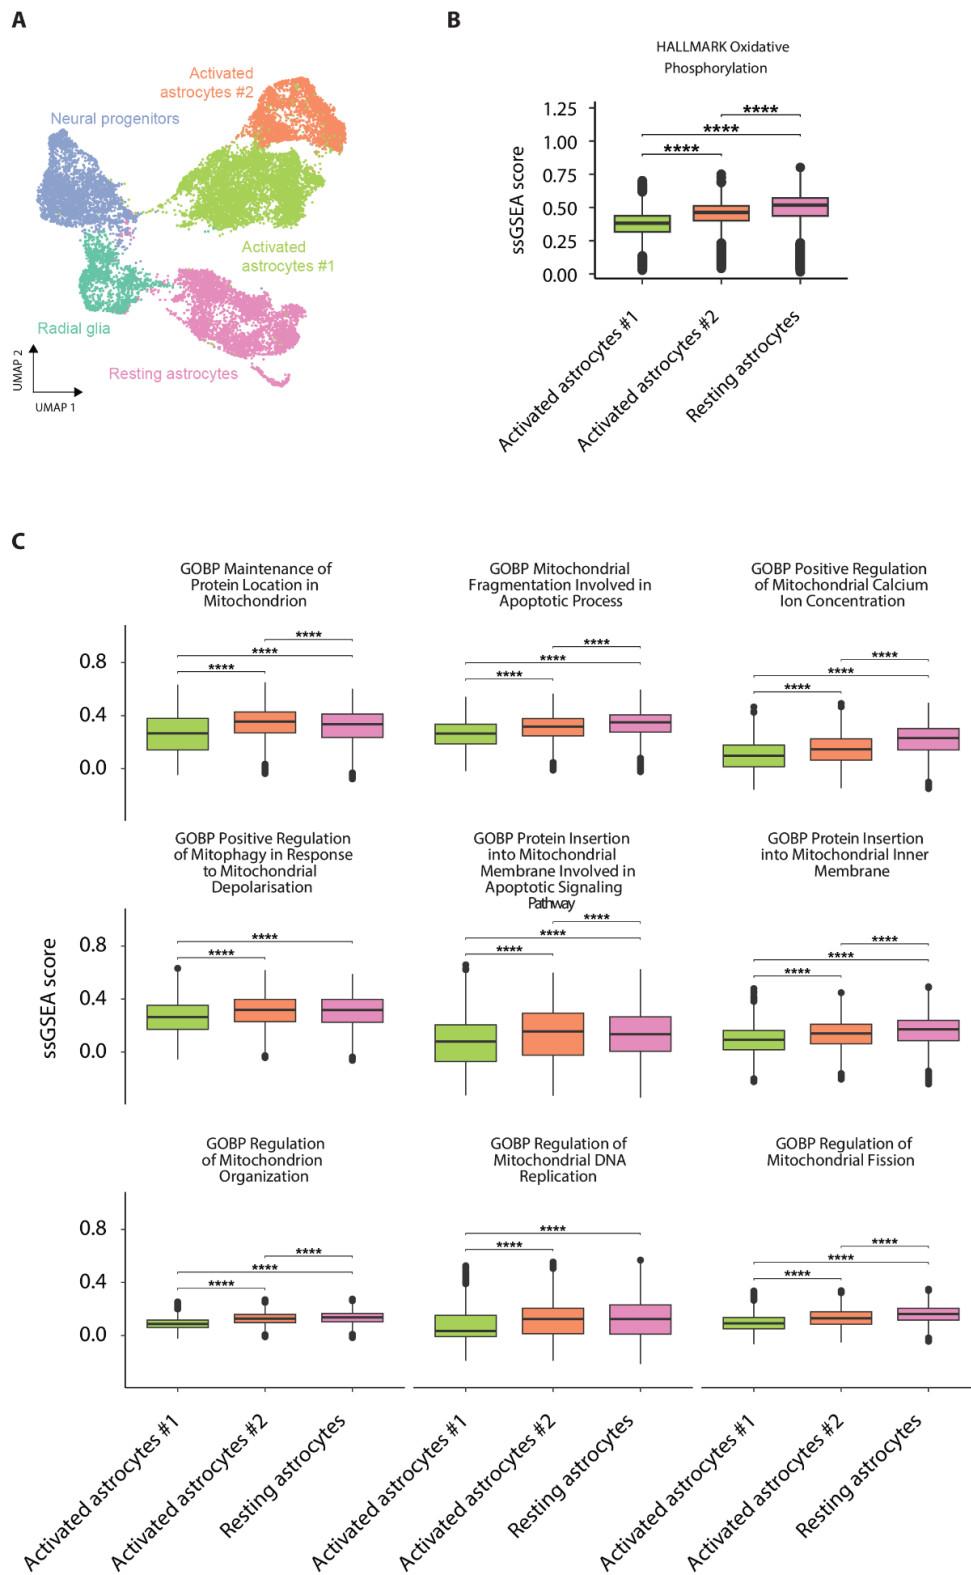 A
Activated
astrocytes #2
Neural progenitors
Activated
astrocytes #1
Radial glia
Resting astrocytes
UMAP 2
UMAP 1
B
HALLMARK Oxidative
Phosphorylation
ssGSEA score
1.25
1.00
0.75
0.50
0.25
0.00
****
****
****
Activated astrocytes #1
Activated astrocytes #2
Resting astrocytes
C
GOBP Maintenance of
Protein Location in
Mitochondrion
GOBP Mitochondrial
Fragmentation Involved in
Apoptotic Process
GOBP Positive Regulation
of Mitochondrial Calcium
Ion Concentration
0.8
0.4
0.0
****
****
****
****
****
****
****
****
****
GOBP Positive Regulation
of Mitophagy in Response
to Mitochondrial
Depolarisation
GOBP Protein Insertion
into Mitochondrial
Membrane Involved in
Apoptotic Signaling
Pathway
GOBP Protein Insertion
into Mitochondrial Inner
Membrane
ssGSEA score
0.8
0.4
0.0
****
****
****
****
****
****
****
****
GOBP Regulation
of Mitochondrion
Organization
GOBP Regulation of
Mitochondrial DNA
Replication
GOBP Regulation of
Mitochondrial Fission
0.8
0.4
0.0
****
****
****
****
****
****
****
****
Activated astrocytes #1
Activated astrocytes #2
Resting astrocytes
Activated astrocytes #1
Activated astrocytes #2
Resting astrocytes
Activated astrocytes #1
Activated astrocytes #2
Resting astrocytes